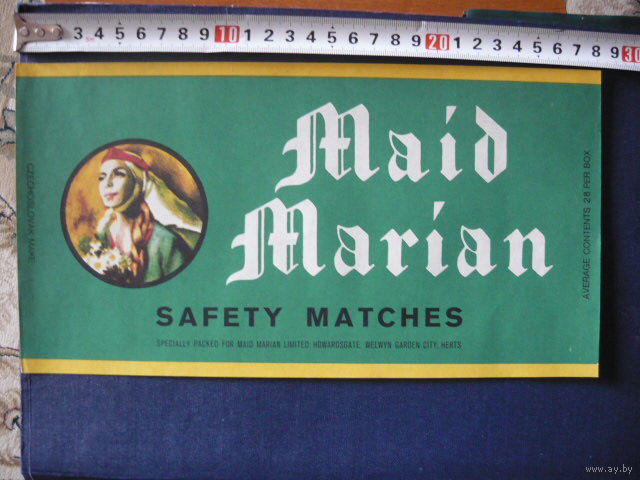 3 4 5 6 7 8 9 10 1 2 3 4 5 6 7 8 9 20 1 2 3 4 5 6 7 8 9 30
Maid
Marian
SAFETY MATCHES
SPECIALLY PACKED FOR MAID MARIAN LIMITED, HOWARDSGATE, WELWYN GARDEN CITY, HERTS
CZECHOSLOVAK MAKE
AVERAGE CONTENTS 28 PER BOX
www.ay.by